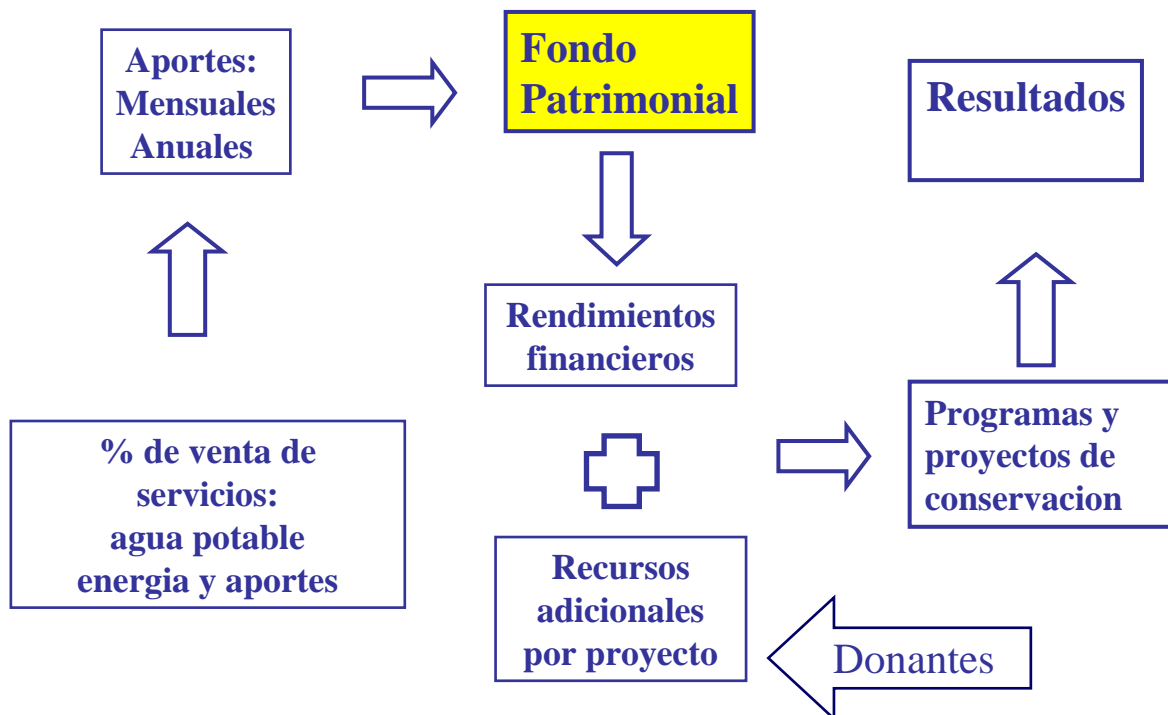 Aportes:
Mensuales
Anuales
Fondo
Patrimonial
Resultados
Rendimientos
financieros
% de venta de
servicios:
agua potable
energia y aportes
Programas y
proyectos de
conservacion
Recursos
adicionales
por proyecto
Donantes